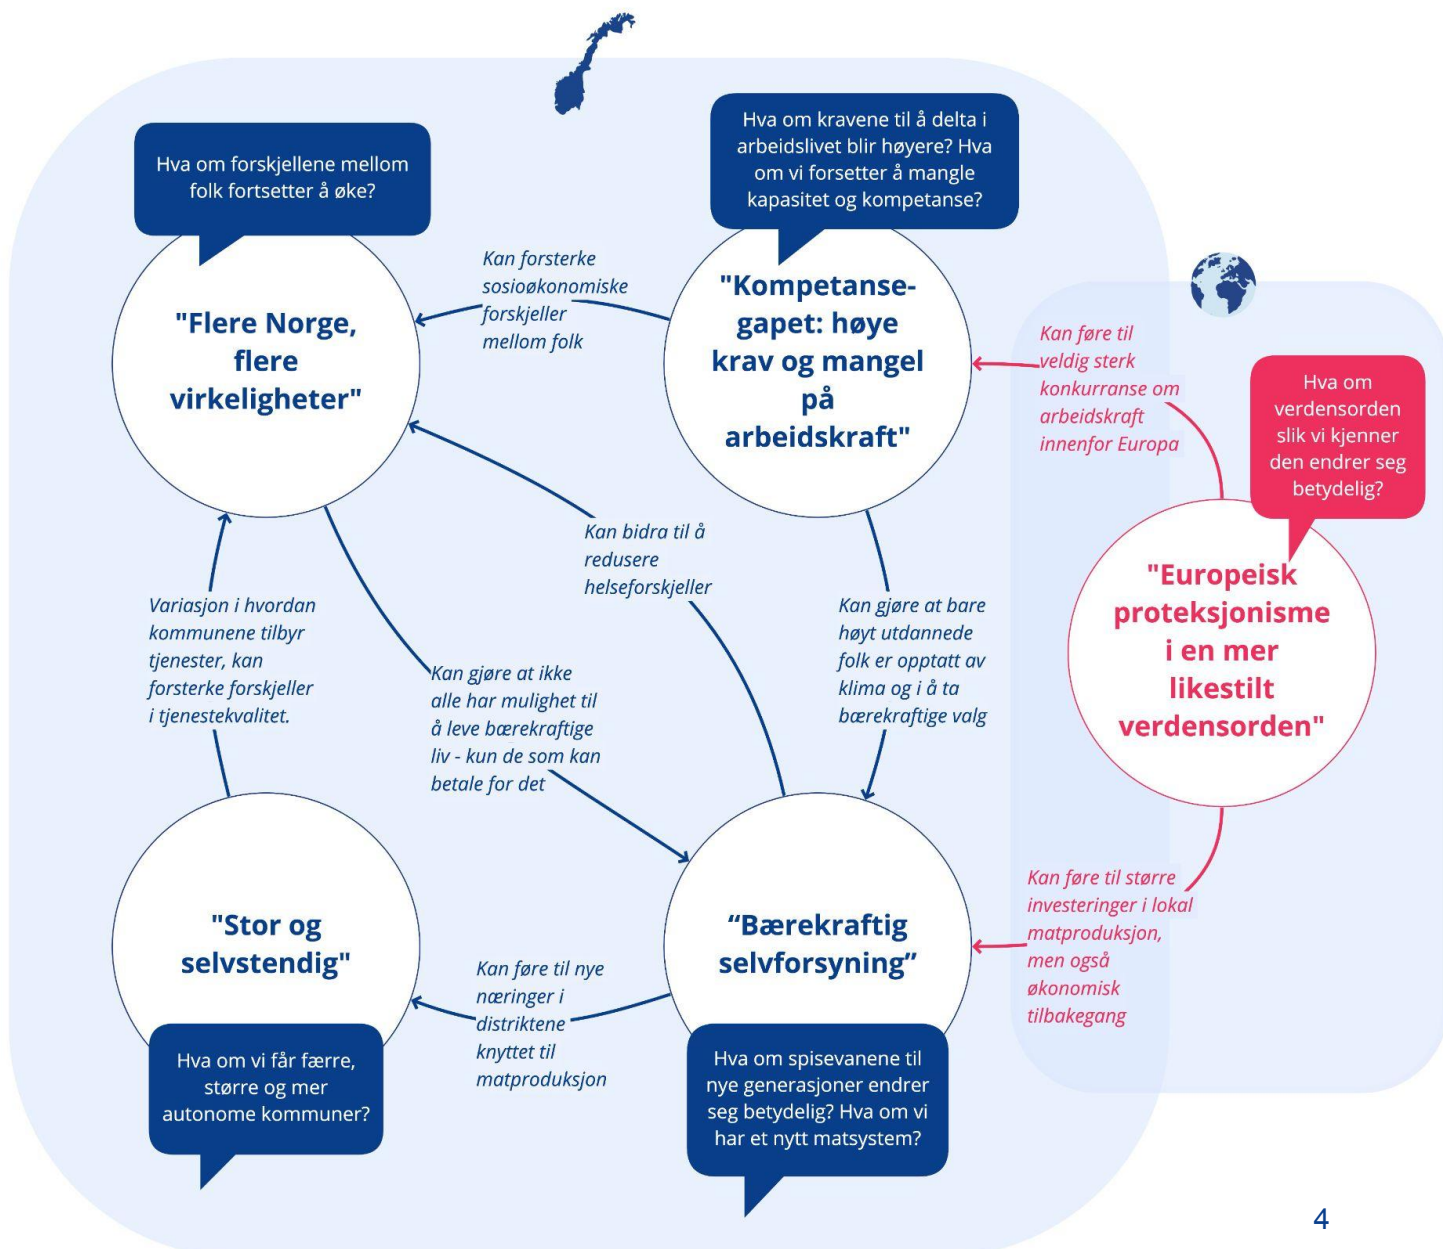 Hva om forskjellene mellom
folk fortsetter å øke?
"Flere Norge,
flere
virkeligheter"
Kan forsterke
sosioøkonomiske
forskjeller
mellom folk
Hva om kravene til å delta i
arbeidslivet blir høyere? Hva
om vi forsetter å mangle
kapasitet og kompetanse?
"Kompetanse-
gapet: høye
krav og mangel
på
arbeidskraft"
Kan føre til
veldig sterk
konkurranse om
arbeidskraft
innenfor Europa
Hva om
verdensorden
slik vi kjenner
den endrer seg
betydelig?
"Europeisk
proteksjonisme
i en mer
likestilt
verdensorden"
Kan bidra til å
redusere
helseforskjeller
Kan gjøre at bare
høyt utdannede
folk er opptatt av
klima og i å ta
bærekraftige valg
Variasjon i hvordan
kommunene tilbyr
tjenester, kan
forsterke forskjeller
i tjenestekvalitet.
Kan gjøre at ikke
alle har mulighet til
å leve bærekraftige
liv - kun de som kan
betale for det
"Stor og
selvstendig"
Hva om vi får færre,
større og mer
autonome kommuner?
Kan føre til nye
næringer i
distriktene
knyttet til
matproduksjon
“Bærekraftig
selvforsyning”
Hva om spisevanene til
nye generasjoner endrer
seg betydelig? Hva om vi
har et nytt matsystem?
Kan føre til større
investeringer i lokal
matproduksjon,
men også
økonomisk
tilbakegang
4